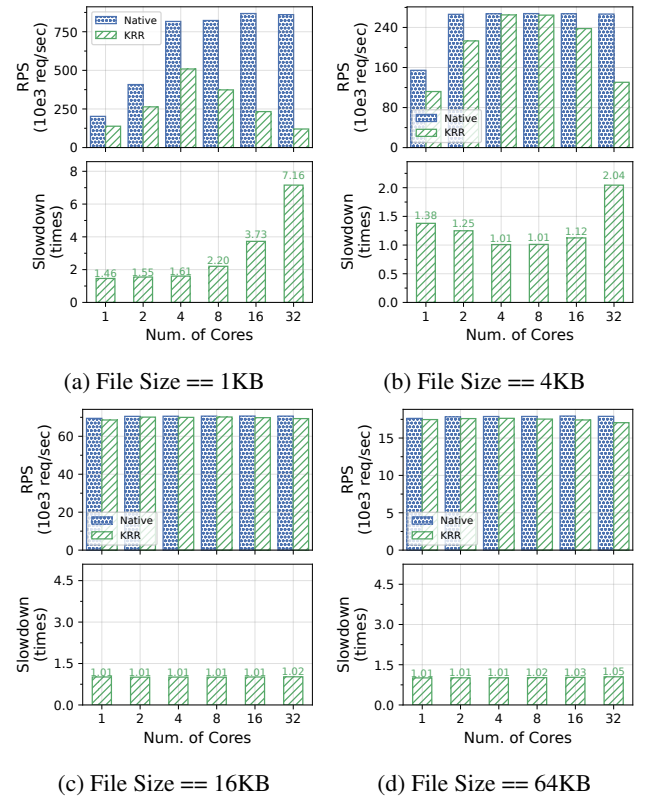 RPS
(10e3 req/sec)
750
500
250
0
Native
KRR
Slowdown
(times)
8
6
4
2
0
1.46
1.55
1.61
2.20
3.73
7.16
1 2 4 8 16 32
Num. of Cores
(a) File Size == 1KB
RPS
(10e3 req/sec)
240
160
80
0
Native
KRR
Slowdown
(times)
2.0
1.5
1.0
0.5
0.0
1.38
1.25
1.01
1.01
1.12
2.04
1 2 4 8 16 32
Num. of Cores
(b) File Size == 4KB
RPS
(10e3 req/sec)
60
40
20
0
Native
KRR
Slowdown
(times)
4.5
3.0
1.5
0.0
1.01
1.01
1.01
1.01
1.01
1.02
1 2 4 8 16 32
Num. of Cores
(c) File Size == 16KB
RPS
(10e3 req/sec)
15
10
5
0
Native
KRR
Slowdown
(times)
4.5
3.0
1.5
0.0
1.01
1.01
1.01
1.02
1.03
1.05
1 2 4 8 16 32
Num. of Cores
(d) File Size == 64KB